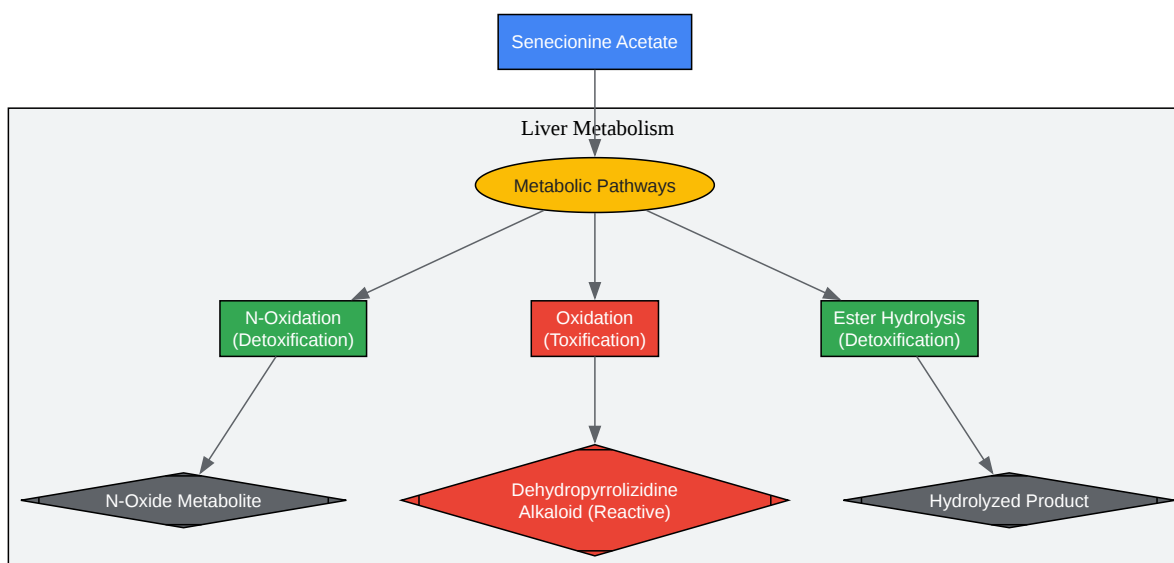 Senecionine Acetate
Liver Metabolism
Metabolic Pathways
N-Oxidation
(Detoxification)
Oxidation
(Toxification)
Ester Hydrolysis
(Detoxification)
N-Oxide Metabolite
Dehydropyrrolizidine
Alkaloid (Reactive)
Hydrolyzed Product